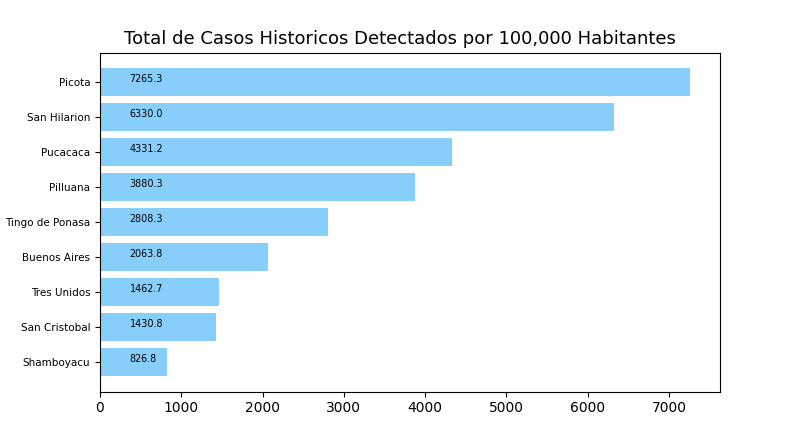 Total de Casos Historicos Detectados por 100,000 Habitantes
Picota 7265.3
San Hilarion 6330.0
Pucacaca 4331.2
Pilluana 3880.3
Tingo de Ponasa 2808.3
Buenos Aires 2063.8
Tres Unidos 1462.7
San Cristobal 1430.8
Shamboyacu 826.8
0 1000 2000 3000 4000 5000 6000 7000